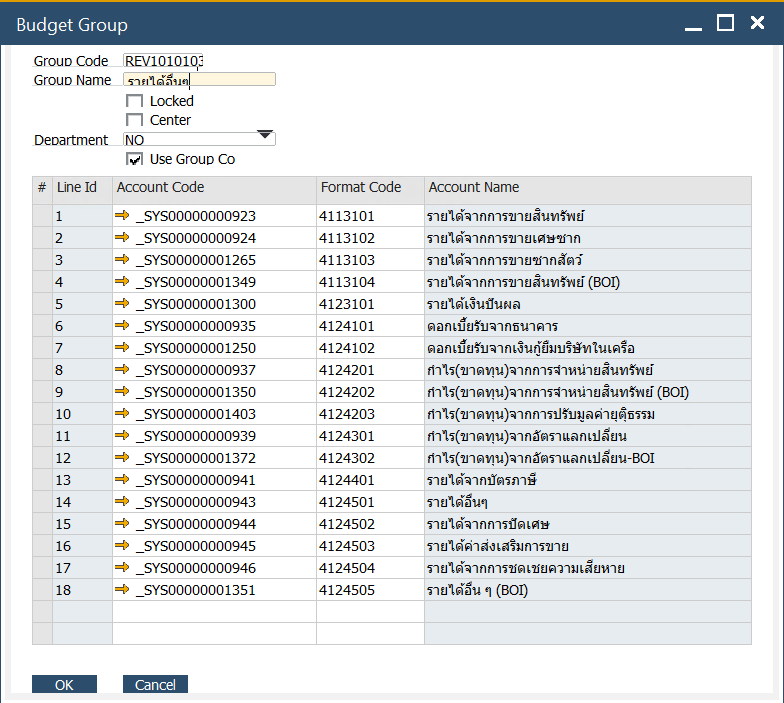 Budget Group
Group Code REV1010103
Group Name รายได้อื่นๆ
Locked
Center
Department NO
Use Group Co
# Line Id Account Code Format Code Account Name
1 _SYS00000000923 4113101 รายได้จากการขายสินทรัพย์
2 _SYS00000000924 4113102 รายได้จากการขายเศษซาก
3 _SYS00000001265 4113103 รายได้จากการขายซากสัตว์
4 _SYS00000001349 4113104 รายได้จากการขายสินทรัพย์ (BOI)
5 _SYS00000001300 4123101 รายได้เงินปันผล
6 _SYS00000000935 4124101 ดอกเบี้ยรับจากธนาคาร
7 _SYS00000001250 4124102 ดอกเบี้ยรับจากเงินกู้ยืมบริษัทในเครือ
8 _SYS00000000937 4124201 กำไร(ขาดทุน)จากการจำหน่ายสินทรัพย์
9 _SYS00000001350 4124202 กำไร(ขาดทุน)จากการจำหน่ายสินทรัพย์ (BOI)
10 _SYS00000001403 4124203 กำไร(ขาดทุน)จากการปรับมูลค่ายุติธรรม
11 _SYS00000000939 4124301 กำไร(ขาดทุน)จากอัตราแลกเปลี่ยน
12 _SYS00000001372 4124302 กำไร(ขาดทุน)จากอัตราแลกเปลี่ยน-BOI
13 _SYS00000000941 4124401 รายได้จากบัตรภาษี
14 _SYS00000000943 4124501 รายได้อื่นๆ
15 _SYS00000000944 4124502 รายได้จากการปัดเศษ
16 _SYS00000000945 4124503 รายได้ค่าส่งเสริมการขาย
17 _SYS00000000946 4124504 รายได้จากการชดเชยความเสียหาย
18 _SYS00000001351 4124505 รายได้อื่น ๆ (BOI)
OK Cancel